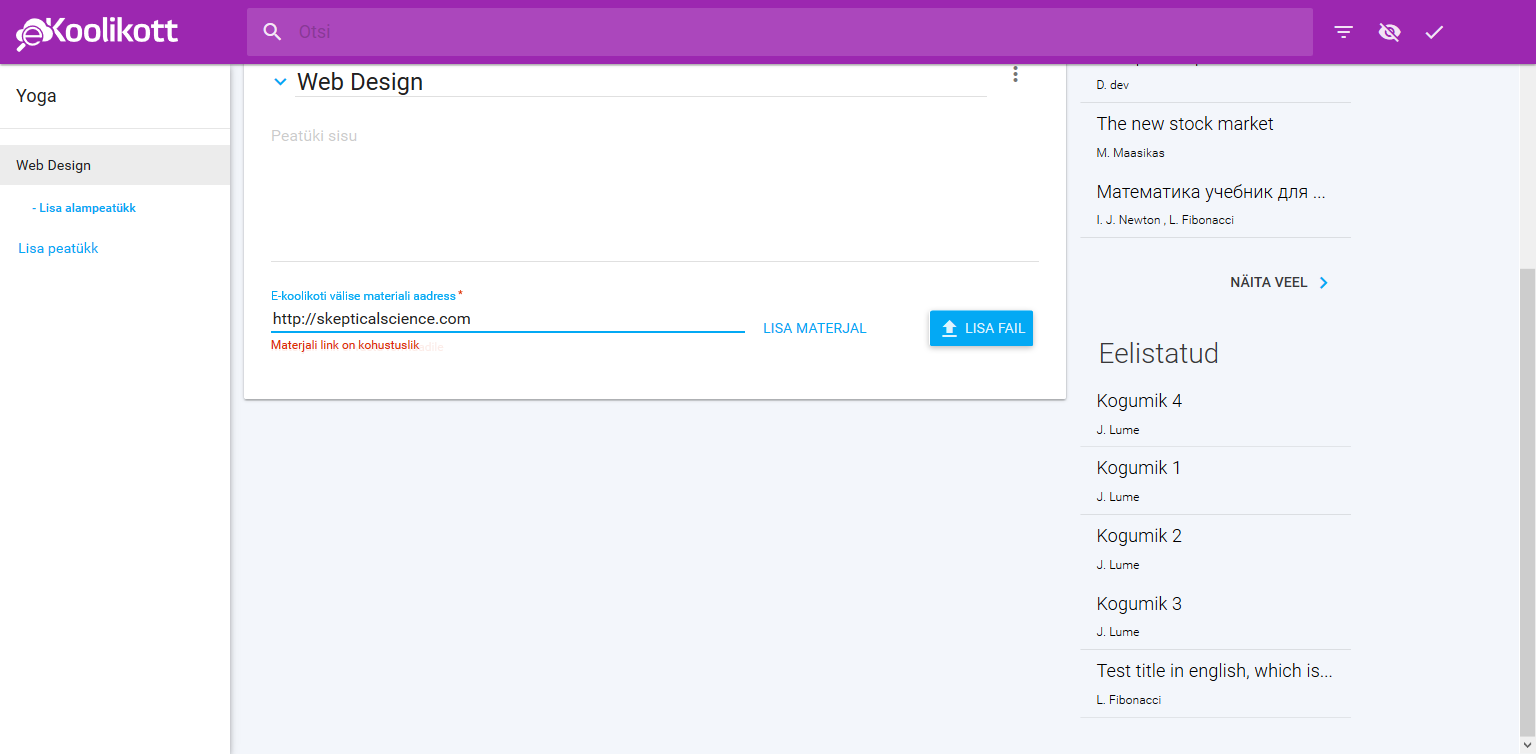 eKoolikott
Otsi
Yoga
Web Design
- Lisa alampeatükk
Lisa peatükk
Web Design
Peatüki sisu
E-koolikoti välise materiali aadress *
http://skepticalscience.com
Materjali link on kohustuslik
LISA MATERJAL
LISA FAIL
D. dev
The new stock market
M. Maasikas
Математика учебник для ...
I. J. Newton , L. Fibonacci
NÄITA VEEL
Eelistatud
Kogumik 4
J. Lume
Kogumik 1
J. Lume
Kogumik 2
J. Lume
Kogumik 3
J. Lume
Test title in english, which is...
L. Fibonacci